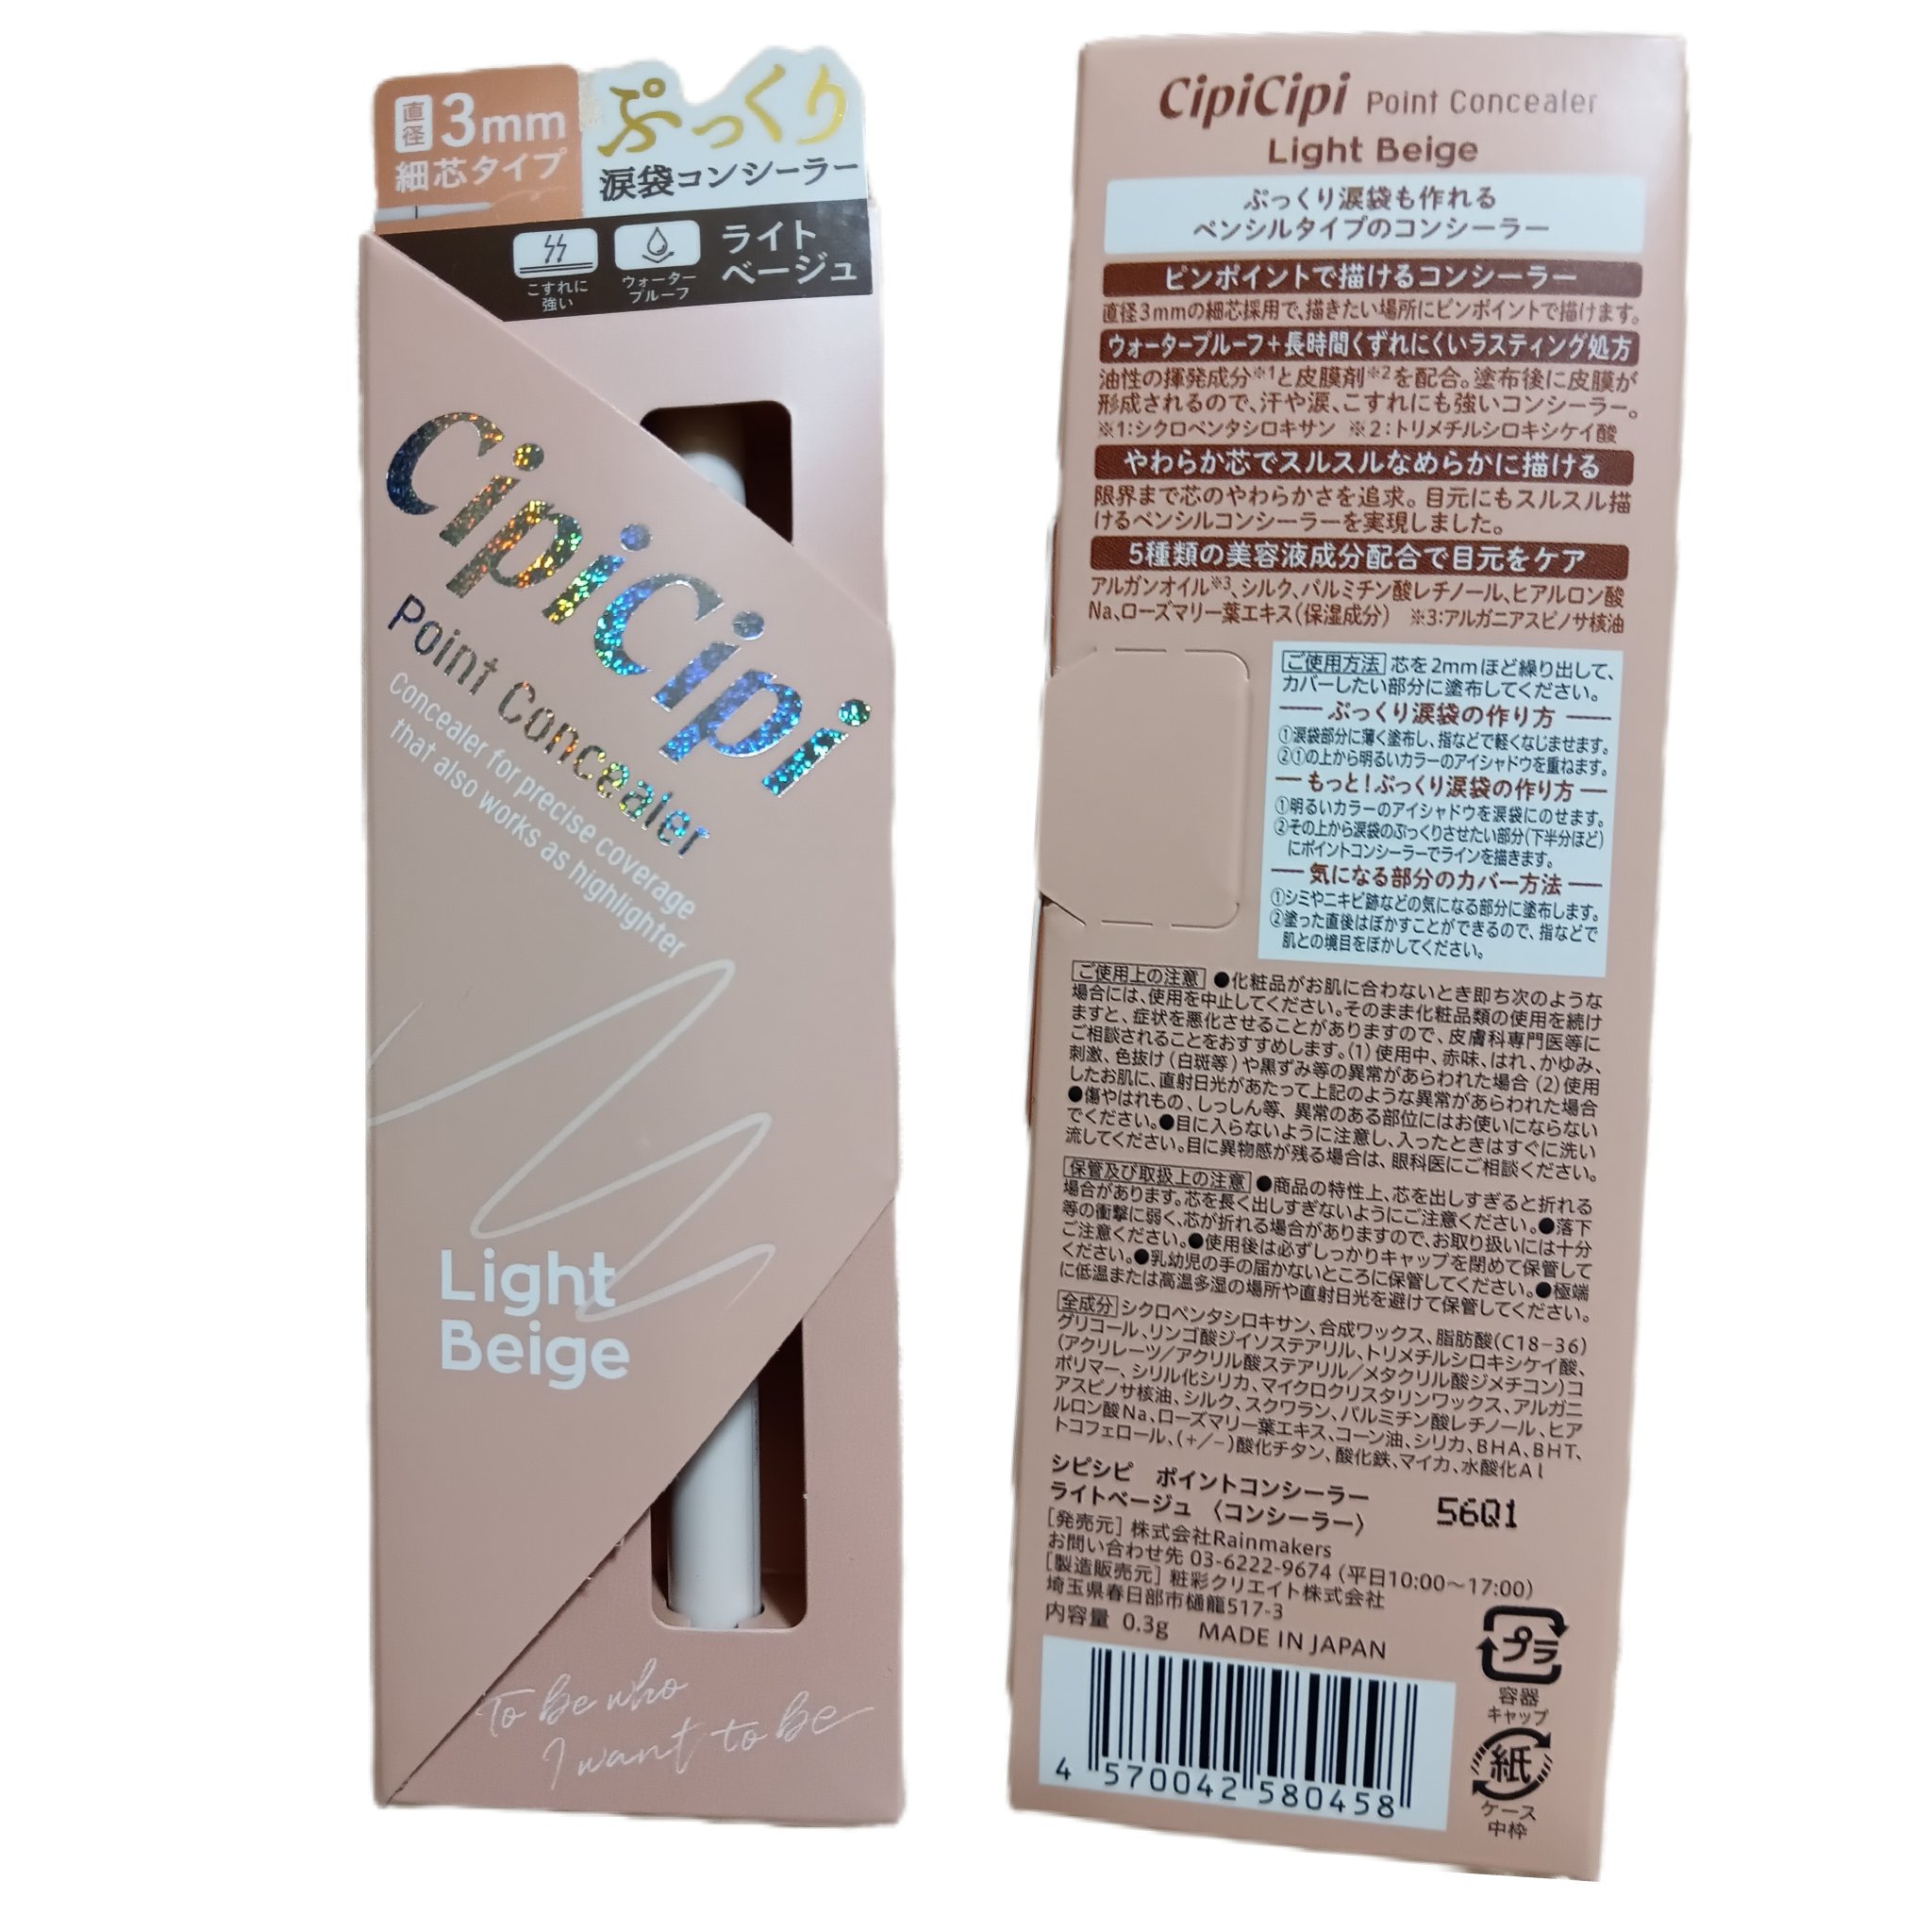 直径
3mm
細芯タイプ
ぷっくり
涙袋コンシーラー
こすれに
強い
ウォーター
プルーフ
ライト
ベージュ
CipiCipi
Point Concealer
Concealer for precise coverage
that also works as highlighter
Light
Beige
To be who
I want to be
CipiCipi Point Concealer
Light Beige
ぷっくり涙袋も作れる
ペンシルタイプのコンシーラー
ピンポイントで描けるコンシーラー
直径3mmの細芯採用で、描きたい場所にピンポイントで描けます。
ウォータープルーフ+長時間くずれにくいラスティング処方
油性の揮発成分※1と皮膜剤※2を配合。塗布後に皮膜が
形成されるので、汗や涙、こすれにも強いコンシーラー。
※1:シクロペンタシロキサン ※2:トリメチルシロキシケイ酸
やわらか芯でスルスルなめらかに描ける
限界まで芯のやわらかさを追求。目元にもスルスル描
けるペンシルコンシーラーを実現しました。
5種類の美容液成分配合で目元をケア
アルガンオイル※3、シルク、パルミチン酸レチノール、ヒアルロン酸
Na、ローズマリー葉エキス(保湿成分) ※3:アルガニアスピノサ核油
ご使用方法 芯を2mmほど繰り出して、
カバーしたい部分に塗布してください。
ぷっくり涙袋の作り方
①涙袋部分に薄く塗布し、指などで軽くなじませます。
②①の上から明るいカラーのアイシャドウを重ねます。
もっと!ぷっくり涙袋の作り方
①明るいカラーのアイシャドウを涙袋にのせます。
②その上から涙袋のぷっくりさせたい部分(下半分ほど)
にポイントコンシーラーでラインを描きます。
気になる部分のカバー方法
①シミやニキビ跡などの気になる部分に塗布します。
②塗った直後はぼかすことができるので、指などで
肌との境目をぼかしてください。
ご使用上の注意 ●化粧品がお肌に合わないとき即ち次のような
場合には、使用を中止してください。そのまま化粧品類の使用を続け
ますと、症状を悪化させることがありますので、皮膚科専門医等に
ご相談されることをおすすめします。(1)使用中、赤味、はれ、かゆみ、
刺激、色抜け(白斑等)や黒ずみ等の異常があらわれた場合(2)使用
したお肌に、直射日光があたって上記のような異常があらわれた場合
●傷やはれもの、しっしん等、異常のある部位にはお使いにならない
でください。●目に入らないように注意し、入ったときはすぐに洗い
流してください。目に異物感が残る場合は、眼科医にご相談ください。
保管及び取扱上の注意 ●商品の特性上、芯を出しすぎると折れる
場合があります。芯を長く出しすぎないようにご注意ください。●落下
等の衝撃に弱く、芯が折れる場合がありますので、お取り扱いには十分
ご注意ください。●使用後は必ずしっかりキャップを閉めて保管して
ください。●乳幼児の手の届かないところに保管してください。●極端
に低温または高温多湿の場所や直射日光を避けて保管してください。
全成分 シクロペンタシロキサン、合成ワックス、脂肪酸(C18-36)
グリコール、リンゴ酸ジイソステアリル、トリメチルシロキシケイ酸、
(アクリレーツ/アクリル酸ステアリル/メタクリル酸ジメチコン)コ
ポリマー、シリル化シリカ、マイクロクリスタリンワックス、アルガニ
アスピノサ核油、シルク、スクワラン、パルミチン酸レチノール、ヒア
ルロン酸Na、ローズマリー葉エキス、コーン油、シリカ、BHA、BHT、
トコフェロール、(+/-)酸化チタン、酸化鉄、マイカ、水酸化Al
シピシピ ポイントコンシーラー
ライトベージュ 〈コンシーラー〉
56Q1
[発売元] 株式会社Rainmakers
お問い合わせ先 03-6222-9674(平日10:00～17:00)
[製造販売元] 粧彩クリエイト株式会社
埼玉県春日部市樋籠517-3
内容量 0.3g MADE IN JAPAN
プラ
容器
キャップ
紙
ケース
中枠
4 570042 580458